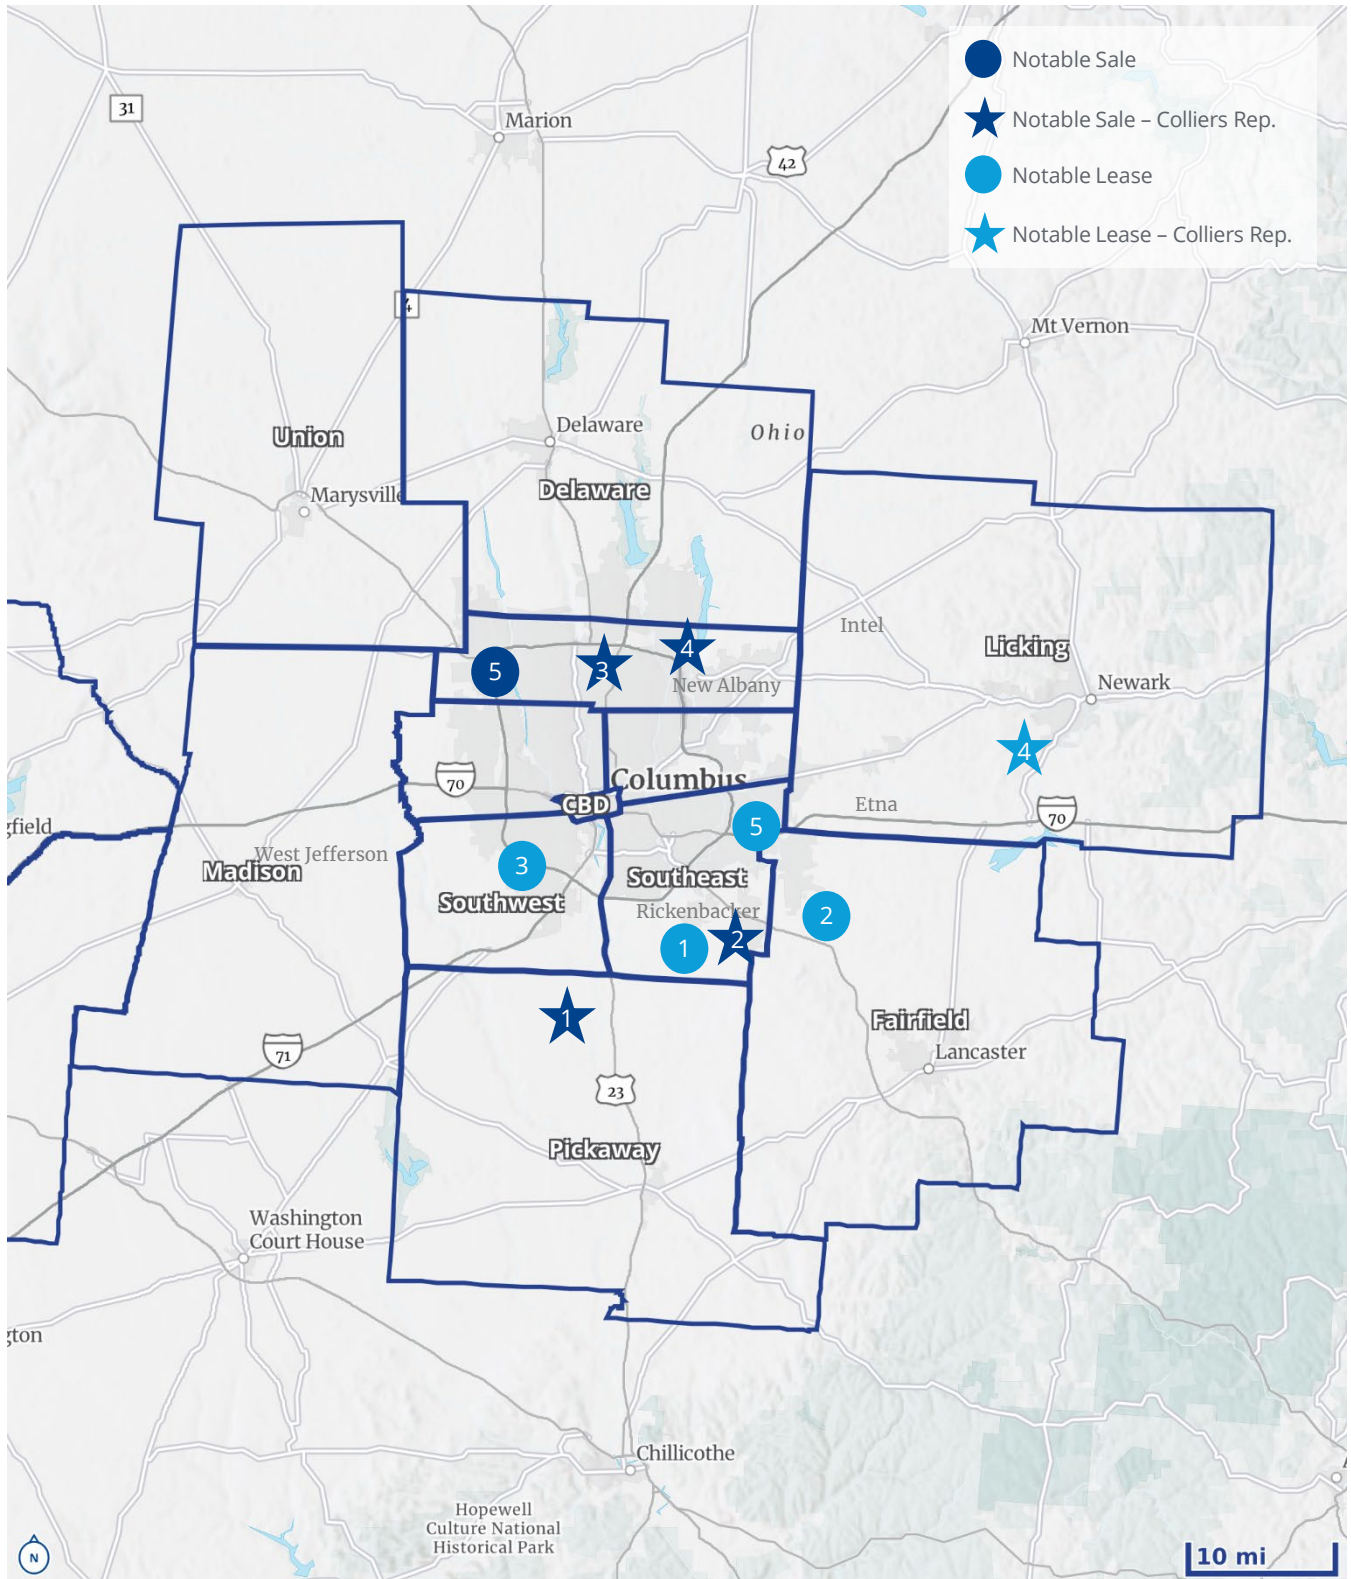 Notable Sale
Notable Sale – Colliers Rep.
Notable Lease
Notable Lease – Colliers Rep.
31
Marion
42
4
Mt Vernon
Union
Delaware
Ohio
Marysville
Delaware
Intel
Licking
5
3
4
New Albany
Newark
4
70
Columbus
CBD
Etna
70
gfield
5
West Jefferson
Madison
3
Southeast
Southwest
Rickenbacker
2
1
2
1
Fairfield
71
Lancaster
23
Pickaway
Washington
Court House
gton
Chillicothe
Hopewell
Culture National
Historical Park
N
10 mi